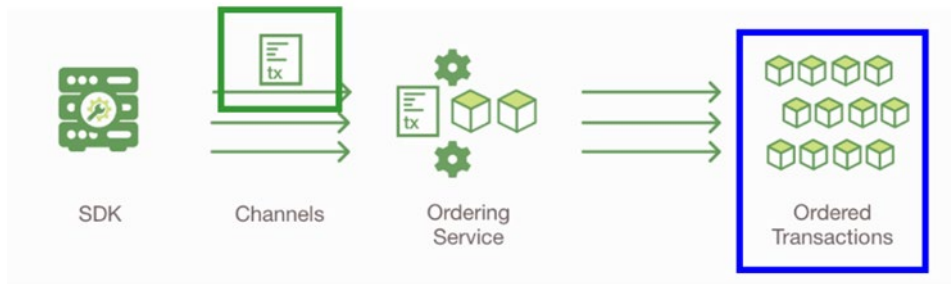 tx
tx
SDK
Channels
Ordering
Service
Ordered
Transactions